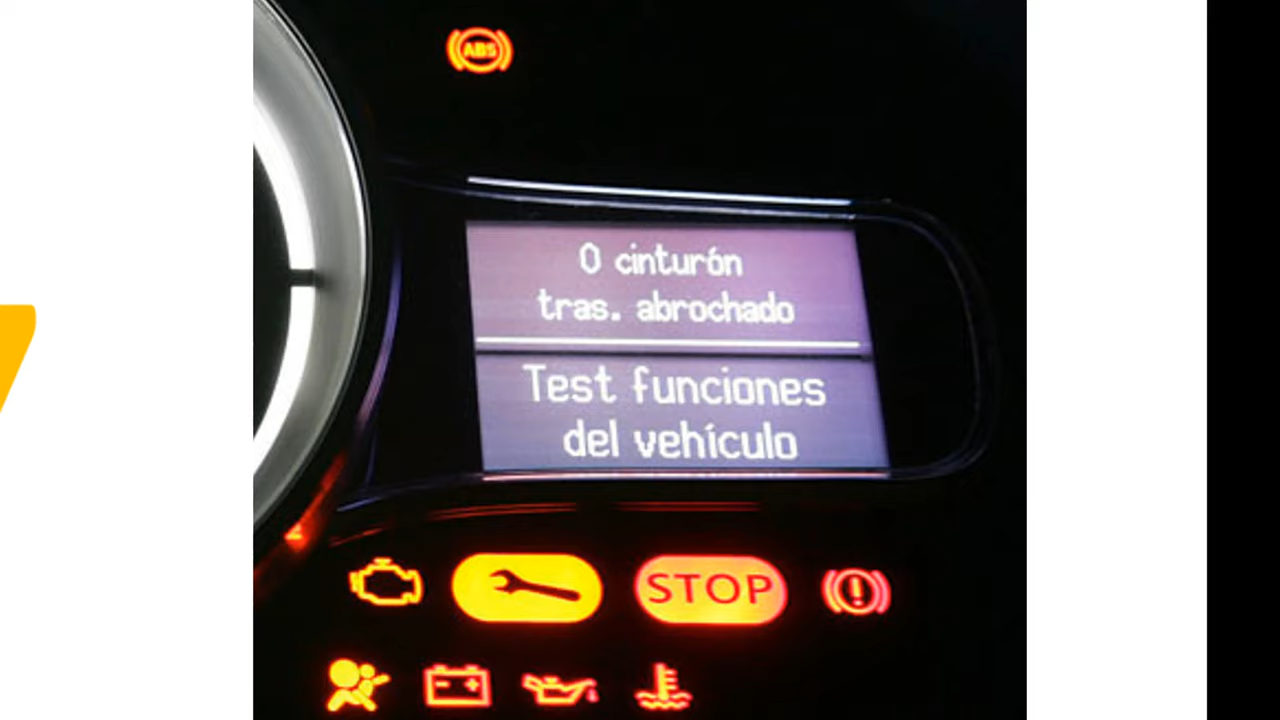 ABS
0 cinturón
tras. abrochado
Test funciones
del vehículo
STOP